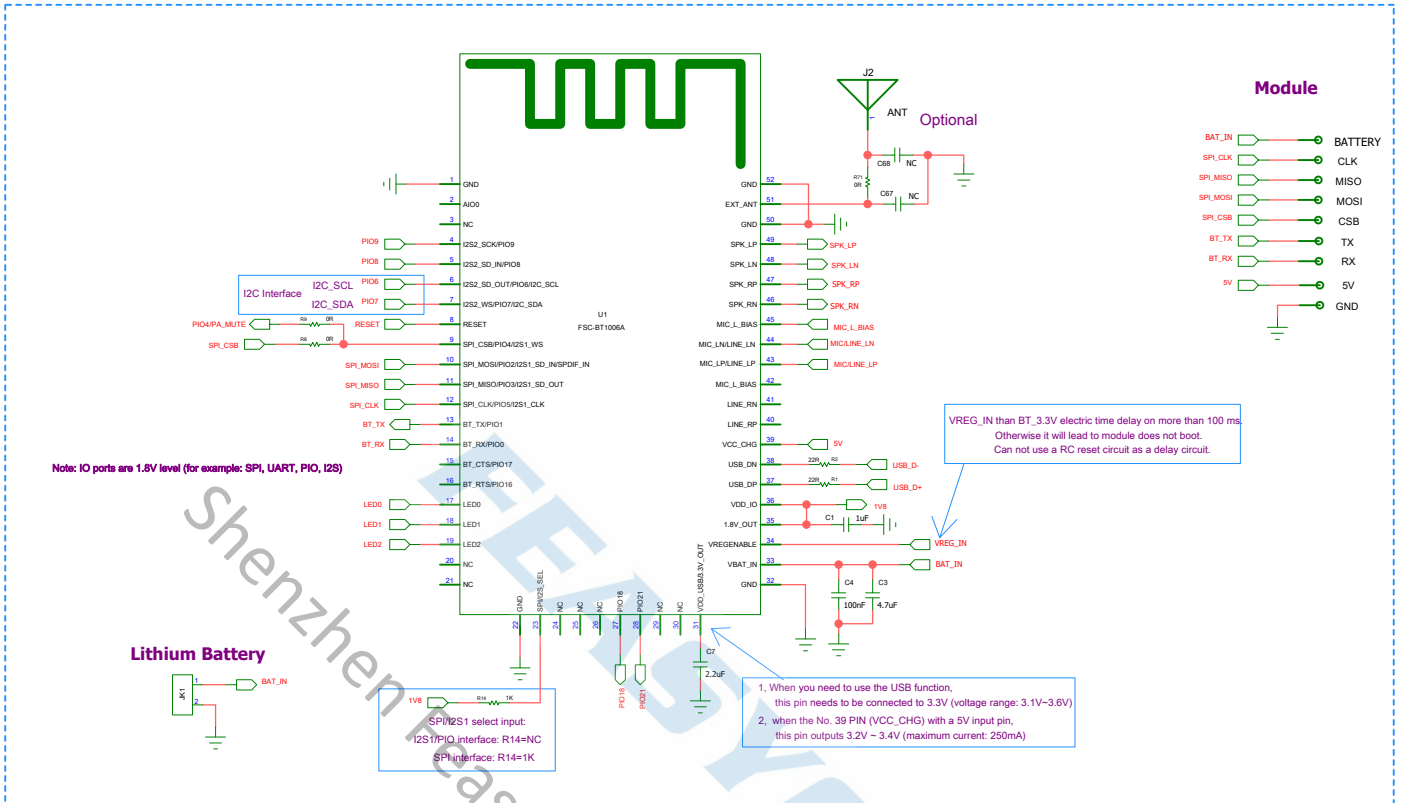 J2
1
ANT
Optional
C68
NC
R71
0R
C67
NC
Module
BAT_IN
BATTERY
SPI_CLK
CLK
SPI_MISO
MISO
SPI_MOSI
MOSI
SPI_CSB
CSB
BT_TX
TX
BT_RX
RX
5V
5V
GND
U1
FSC-BT1006A
1 GND
2 AIO0
3 NC
PIO9 4 I2S2_SCK/PIO9
PIO8 5 I2S2_SD_IN/PIO8
I2C Interface
I2C_SCL
I2C_SDA
PIO6 6 I2S2_SD_OUT/PIO6/I2C_SCL
PIO7 7 I2S2_WS/PIO7/I2C_SDA
RESET 8 RESET
PIO4/PA_MUTE R9 0R
SPI_CSB R8 0R
9 SPI_CSB/PIO4/I2S1_WS
SPI_MOSI 10 SPI_MOSI/PIO2/I2S1_SD_IN/SPDIF_IN
SPI_MISO 11 SPI_MISO/PIO3/I2S1_SD_OUT
SPI_CLK 12 SPI_CLK/PIO5/I2S1_CLK
BT_TX 13 BT_TX/PIO1
BT_RX 14 BT_RX/PIO0
15 BT_CTS/PIO17
16 BT_RTS/PIO16
LED0 17 LED0
LED1 18 LED1
LED2 19 LED2
20 NC
21 NC
Note: IO ports are 1.8V level (for example: SPI, UART, PIO, I2S)
GND 52
EXT_ANT 51
GND 50
SPK_LP 49 SPK_LP
SPK_LN 48 SPK_LN
SPK_RP 47 SPK_RP
SPK_RN 46 SPK_RN
MIC_L_BIAS 45 MIC_L_BIAS
MIC_LN/LINE_LN 44 MIC/LINE_LN
MIC_LP/LINE_LP 43 MIC/LINE_LP
MIC_L_BIAS 42
LINE_RN 41
LINE_RP 40
VCC_CHG 39 5V
USB_DN 38 22R R2 USB_D-
USB_DP 37 22R R1 USB_D+
VDD_IO 36 1V8
1.8V_OUT 35 C1 1uF
VREGENABLE 34 VREG_IN
VBAT_IN 33 BAT_IN
GND 32
C4
100nF
C3
4.7uF
VREG_IN than BT_3.3V electric time delay on more than 100 ms.
Otherwise it will lead to module does not boot.
Can not use a RC reset circuit as a delay circuit.
GND 22
SPI/I2S_SEL 23
NC 24
NC 25
NC 26
PIO18 27 PIO18
PIO21 28 PIO21
NC 29
NC 30
VDD_USB/3.3V_OUT 31
C7
2.2uF
1, When you need to use the USB function,
this pin needs to be connected to 3.3V (voltage range: 3.1V~3.6V)
2, when the No. 39 PIN (VCC_CHG) with a 5V input pin,
this pin outputs 3.2V ~ 3.4V (maximum current: 250mA)
1V8 R14 1K
SPI/I2S1 select input:
I2S1/PIO interface: R14=NC
SPI interface: R14=1K
Lithium Battery
JK1
1
2
BAT_IN
Shenzhen Feas
FEASY